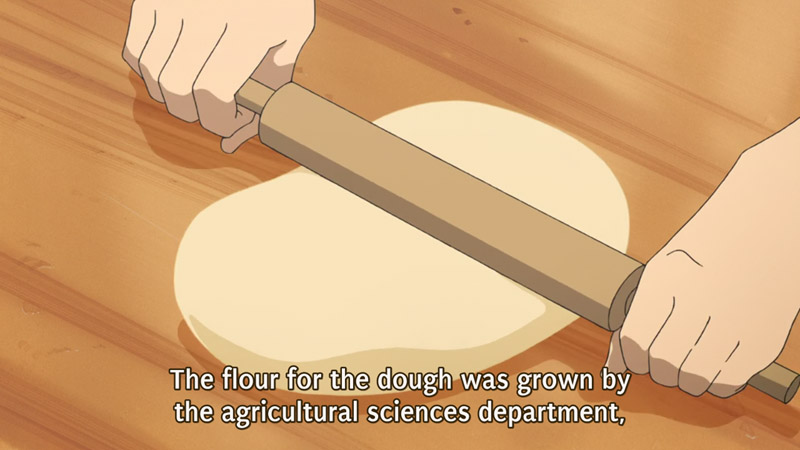 The flour for the dough was grown by
the agricultural sciences department,